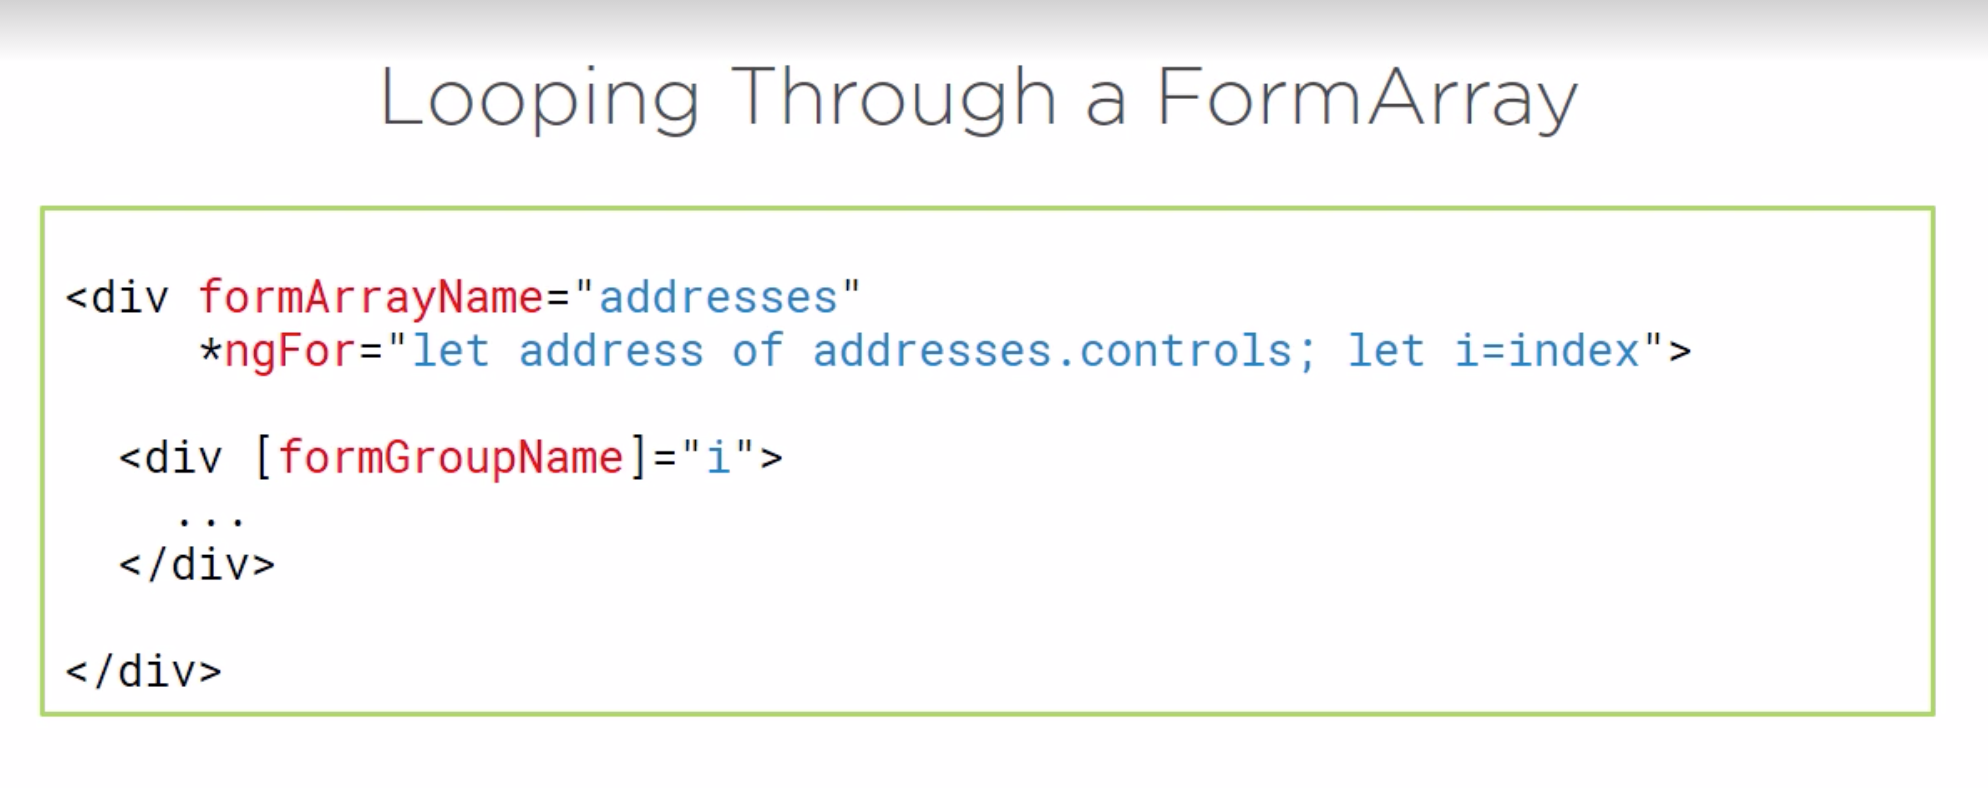 Looping Through a FormArray
<div formArrayName="addresses"
*ngFor="let address of addresses.controls; let i=index">
<div [formGroupName]="i">
...
</div>
</div>